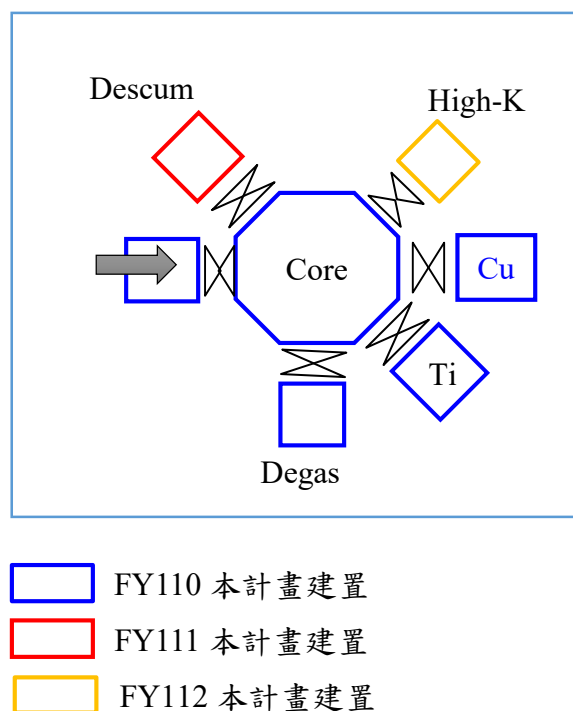 Descum
High-K
Core
Cu
Ti
Degas
FY110 本計畫建置
FY111 本計畫建置
FY112 本計畫建置